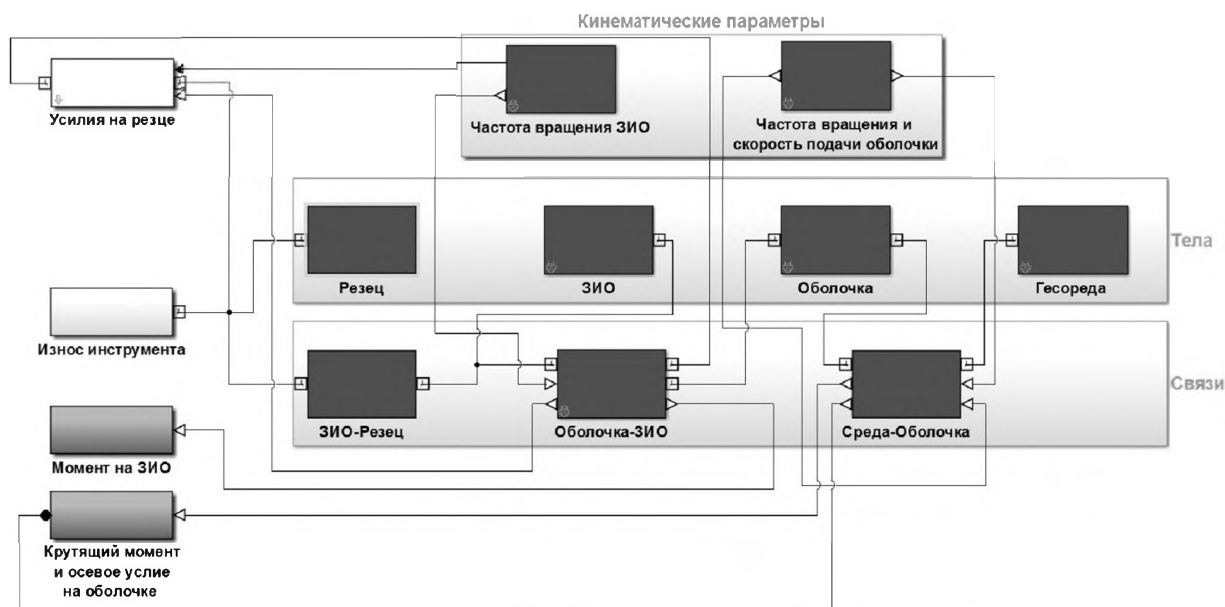 Кинематические параметры
Усилия на резце
Частота вращения ЗИО
Частота вращения и
скорость подачи оболочки
Тела
Резец
ЗИО
Оболочка
Гесореда
Износ инструмента
Связи
ЗИО-Резец
Оболочка-ЗИО
Среда-Оболочка
Момент на ЗИО
Крутящий момент
и осевое услие
на оболочке